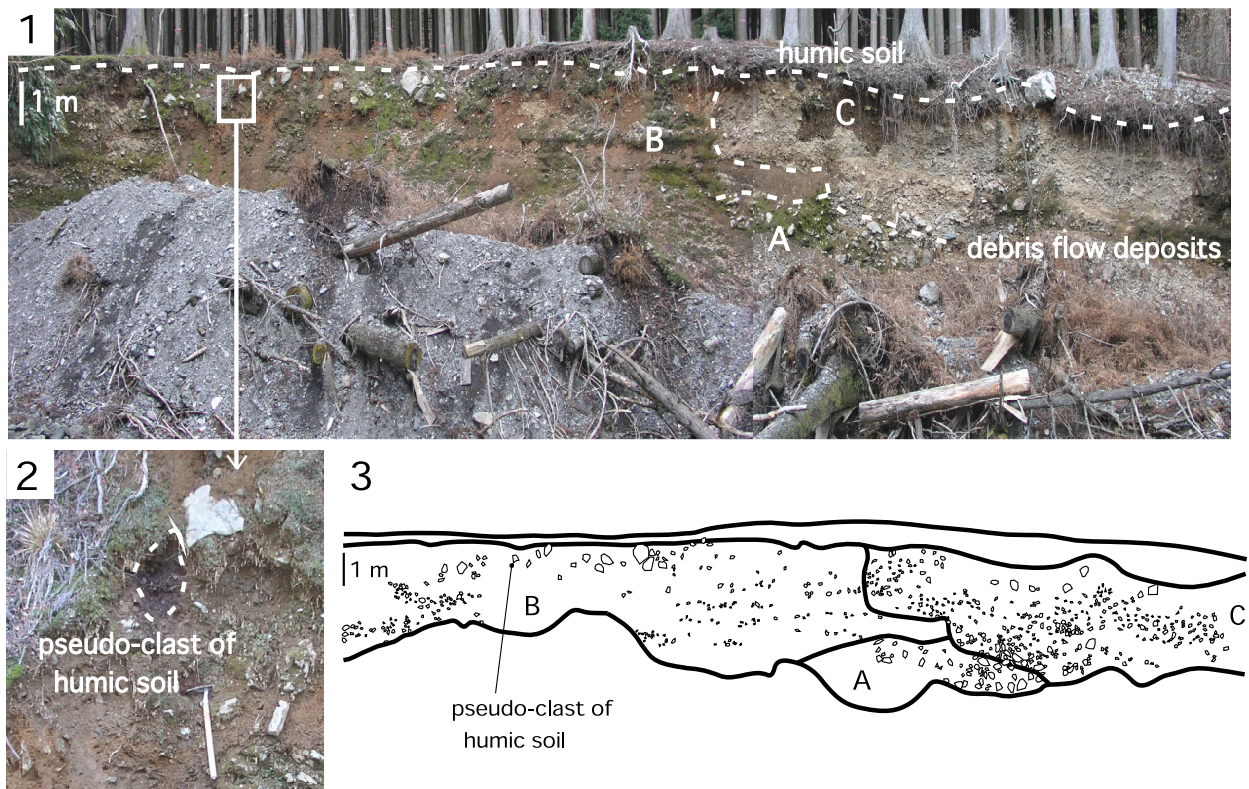 1
1 m
humic soil
C
B
A
debris flow deposits
2
pseudo-clast of
humic soil
3
1 m
B
C
A
pseudo-clast of
humic soil